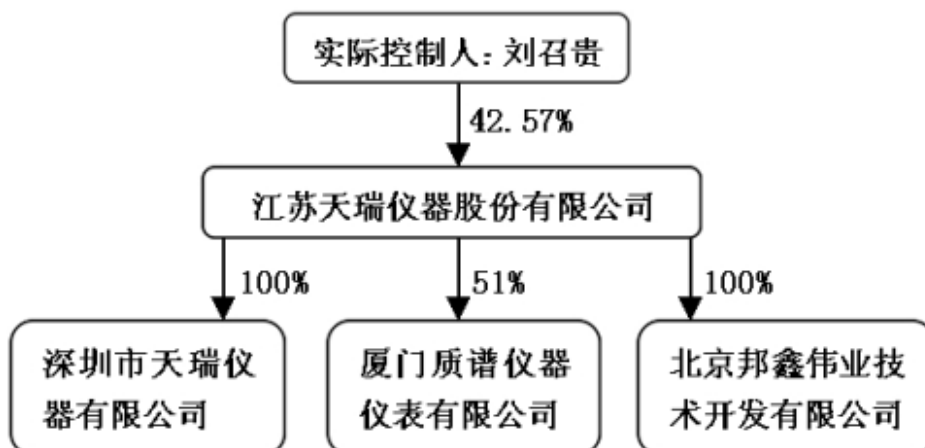 实际控制人：刘召贵
42.57%
江苏天瑞仪器股份有限公司
100%
51%
100%
深圳市天瑞仪
器有限公司
厦门质谱仪器
仪表有限公司
北京邦鑫伟业技
术开发有限公司